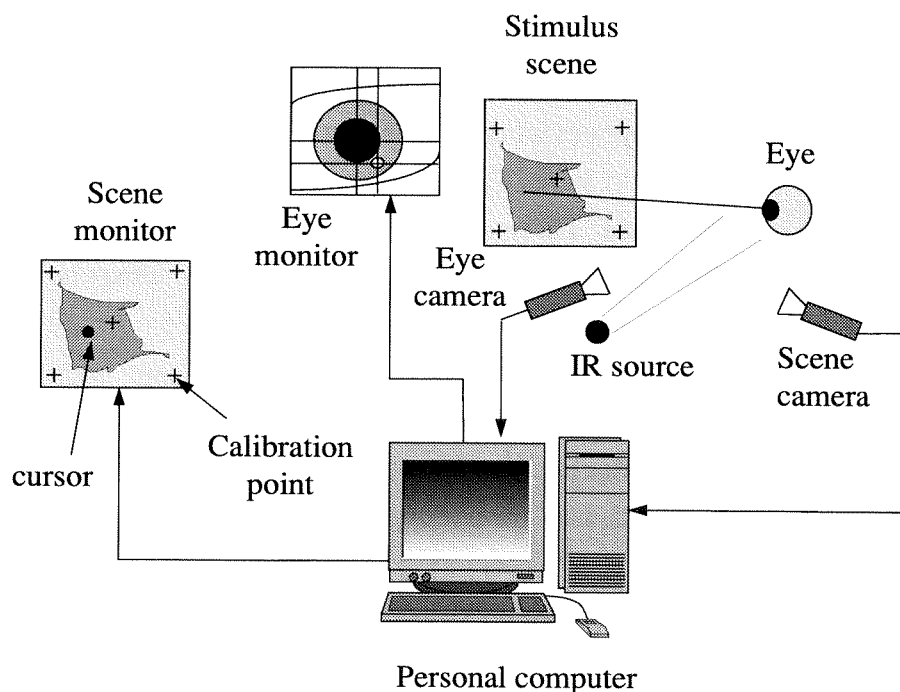 Stimulus
scene
Eye
Scene
monitor
Eye
monitor
Eye
camera
IR source
Scene
camera
Calibration
point
cursor
Personal computer